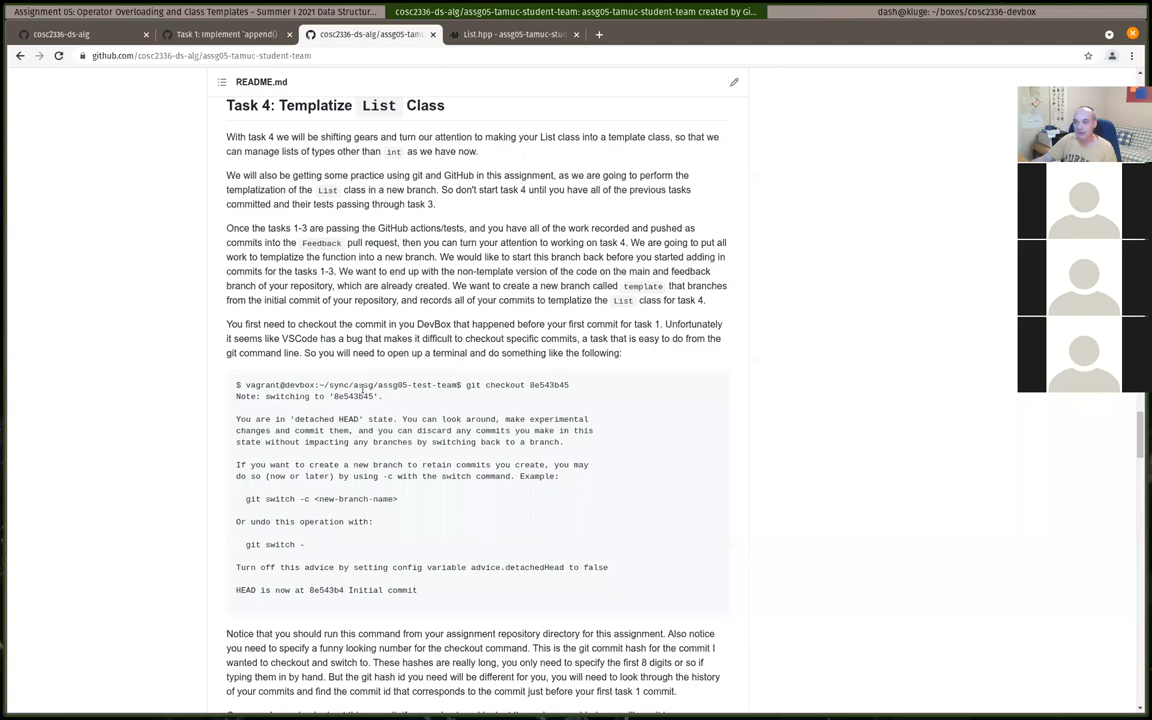 Assignment 05: Operator Overloading and Class Templates - Summer I 2021 Data Structur...
cosc2336-ds-alg/assg05-tamuc-student-team: assg05-tamuc-student-team created by Gi...
dash@kluge: ~/boxes/cosc2336-devbox
cosc2336-ds-alg
Task 1: Implement `append()
cosc2336-ds-alg/assg05-tamu
List.hpp - assg05-tamuc-stud
github.com/cosc2336-ds-alg/assg05-tamuc-student-team
README.md
Task 4: Templatize List Class
With task 4 we will be shifting gears and turn our attention to making your List class into a template class, so that we
can manage lists of types other than int as we have now.
We will also be getting some practice using git and GitHub in this assignment, as we are going to perform the
templatization of the List class in a new branch. So don't start task 4 until you have all of the previous tasks
committed and their tests passing through task 3.
Once the tasks 1-3 are passing the GitHub actions/tests, and you have all of the work recorded and pushed as
commits into the Feedback pull request, then you can turn your attention to working on task 4. We are going to put all
work to templatize the function into a new branch. We would like to start this branch back before you started adding in
commits for the tasks 1-3. We want to end up with the non-template version of the code on the main and feedback
branch of your repository, which are already created. We want to create a new branch called template that branches
from the initial commit of your repository, and records all of your commits to templatize the List class for task 4.
You first need to checkout the commit in you DevBox that happened before your first commit for task 1. Unfortunately
it seems like VSCode has a bug that makes it difficult to checkout specific commits, a task that is easy to do from the
git command line. So you will need to open up a terminal and do something like the following:
$ vagrant@devbox:~/sync/assg/assg05-test-team$ git checkout 8e543b45
Note: switching to '8e543b45'.
You are in 'detached HEAD' state. You can look around, make experimental
changes and commit them, and you can discard any commits you make in this
state without impacting any branches by switching back to a branch.
If you want to create a new branch to retain commits you create, you may
do so (now or later) by using -c with the switch command. Example:
git switch -c <new-branch-name>
Or undo this operation with:
git switch -
Turn off this advice by setting config variable advice.detachedHead to false
HEAD is now at 8e543b4 Initial commit
Notice that you should run this command from your assignment repository directory for this assignment. Also notice
you need to specify a funny looking number for the checkout command. This is the git commit hash for the commit I
wanted to checkout and switch to. These hashes are really long, you only need to specify the first 8 digits or so if
typing them in by hand. But the git hash id you need will be different for you, you will need to look through the history
of your commits and find the commit id that corresponds to the commit just before your first task 1 commit.